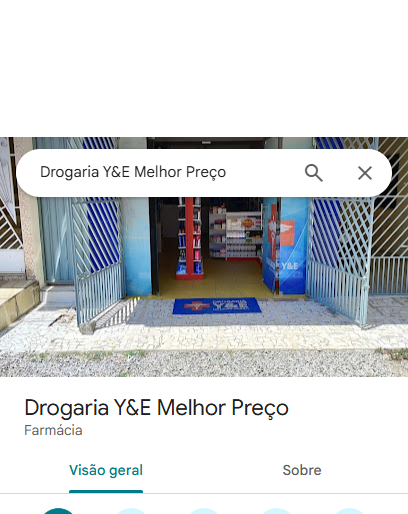 Drogaria Y&E Melhor Preço
Y&E
DROGARIA
Y&E
Drogaria Y&E Melhor Preço
Farmácia
Visão geral
Sobre